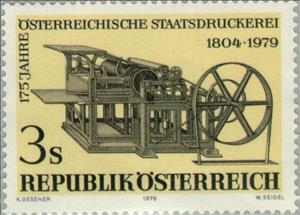 175 JAHRE
ÖSTERREICHISCHE STAATSDRUCKEREI
1804-1979
3s
REPUBLIK ÖSTERREICH
K.GESSNER 1979 W.SEIDEL